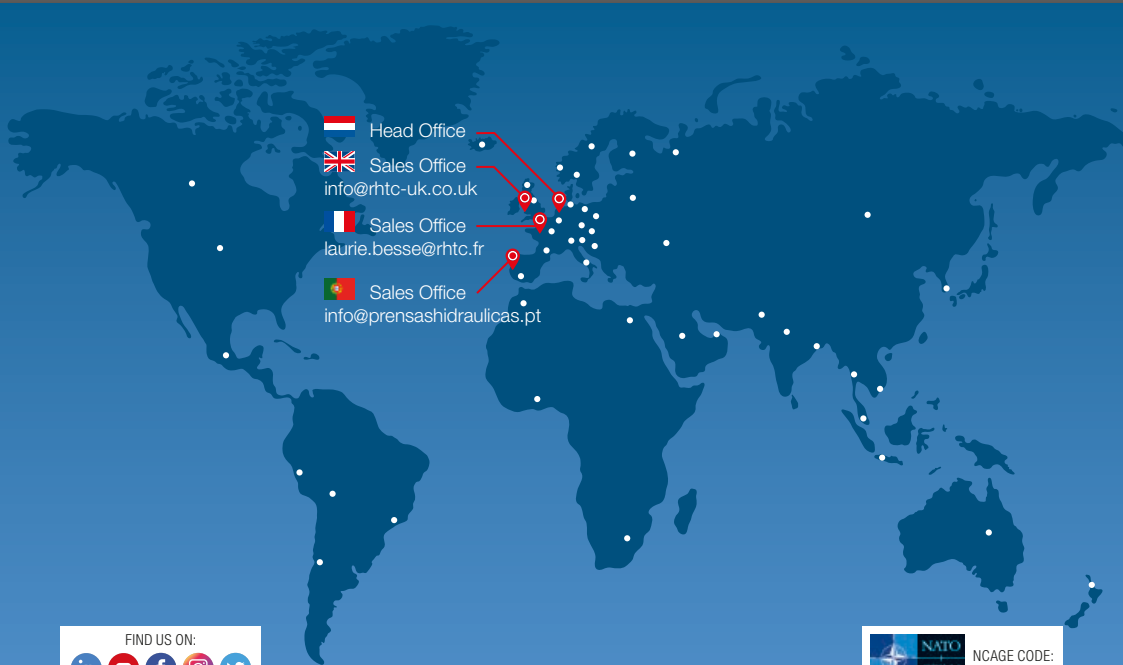 Head Office
Sales Office
info@rhtc-uk.co.uk
Sales Office
laurie.besse@rhtc.fr
Sales Office
info@prensashidraulicas.pt
FIND US ON:
NATO
NCAGE CODE: